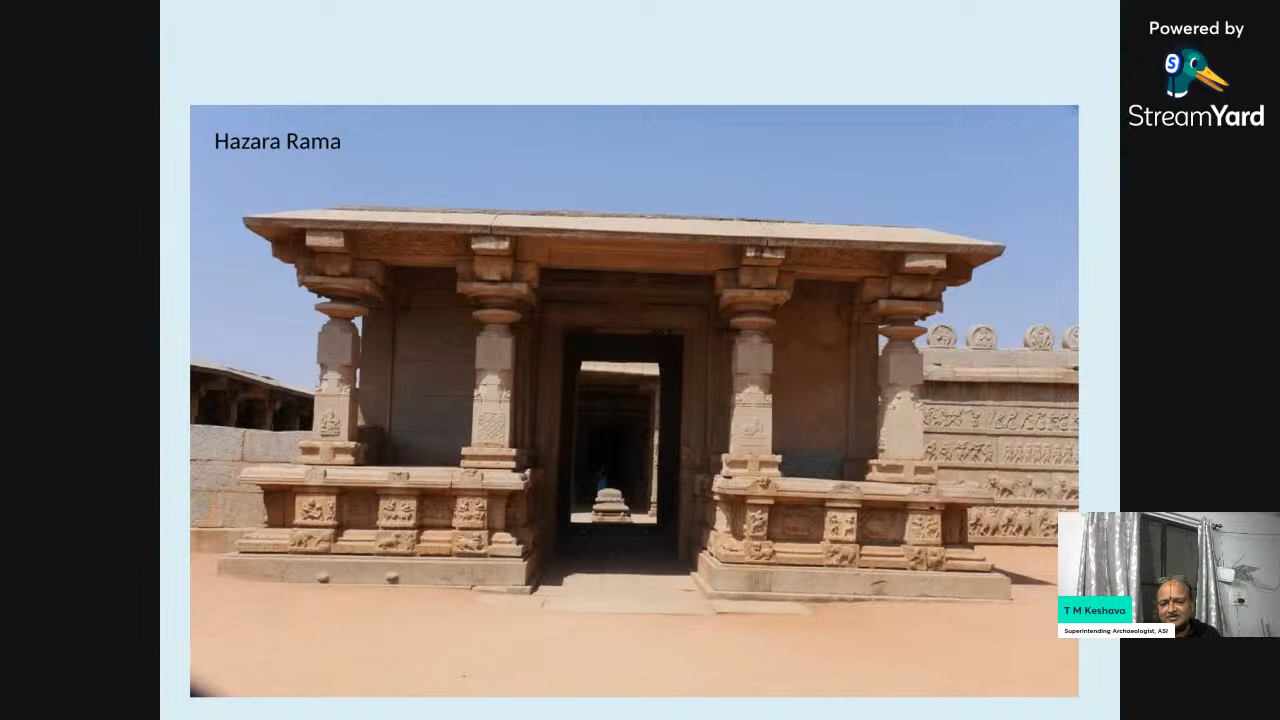 Powered by
S
StreamYard
Hazara Rama
T M Keshava
Superintending Archaeologist, ASI